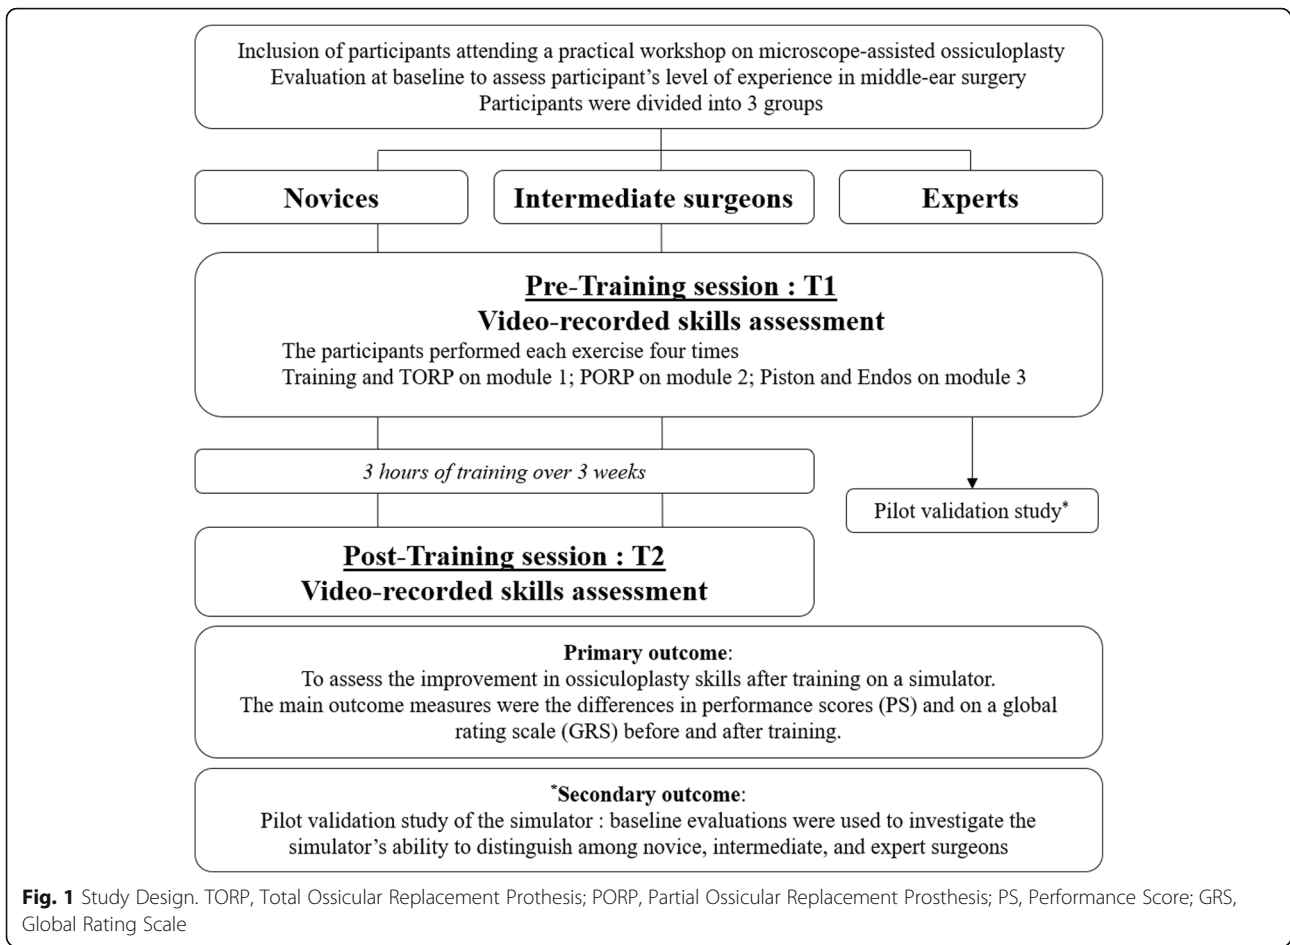 Inclusion of participants attending a practical workshop on microscope-assisted ossiculoplasty
Evaluation at baseline to assess participant's level of experience in middle-ear surgery
Participants were divided into 3 groups
Novices
Intermediate surgeons
Experts
Pre-Training session : T1
Video-recorded skills assessment
The participants performed each exercise four times
Training and TORP on module 1; PORP on module 2; Piston and Endos on module 3
3 hours of training over 3 weeks
Pilot validation study*
Post-Training session : T2
Video-recorded skills assessment
Primary outcome:
To assess the improvement in ossiculoplasty skills after training on a simulator.
The main outcome measures were the differences in performance scores (PS) and on a global
rating scale (GRS) before and after training.
*Secondary outcome:
Pilot validation study of the simulator : baseline evaluations were used to investigate the
simulator's ability to distinguish among novice, intermediate, and expert surgeons
Fig. 1 Study Design. TORP, Total Ossicular Replacement Prothesis; PORP, Partial Ossicular Replacement Prosthesis; PS, Performance Score; GRS,
Global Rating Scale